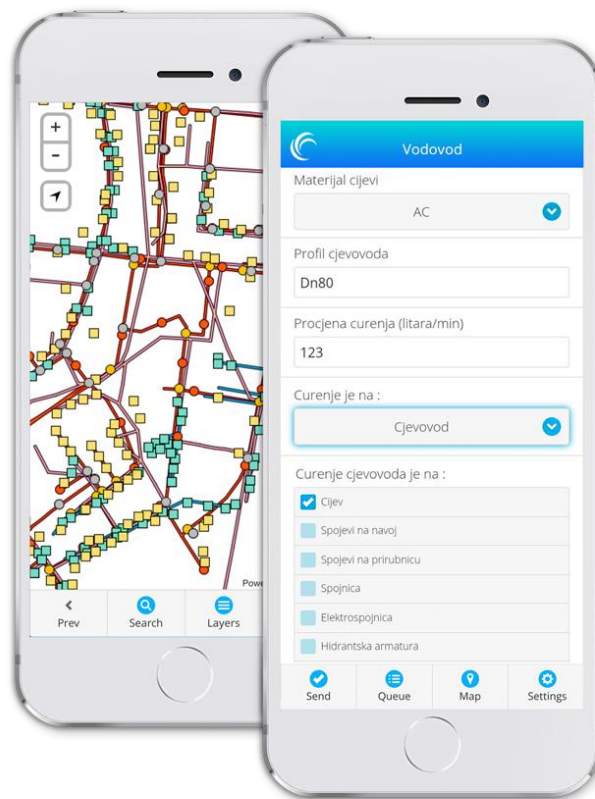 +
−
Powe
Prev
Search
Layers
Vodovod
Materijal cijevi
AC
Profil cjevovoda
Dn80
Procjena curenja (litara/min)
123
Curenje je na :
Cjevovod
Curenje cjevovoda je na :
Cijev
Spojevi na navoj
Spojevi na prirubnicu
Spojnica
Elektrospojnica
Hidrantska armatura
Send
Queue
Map
Settings